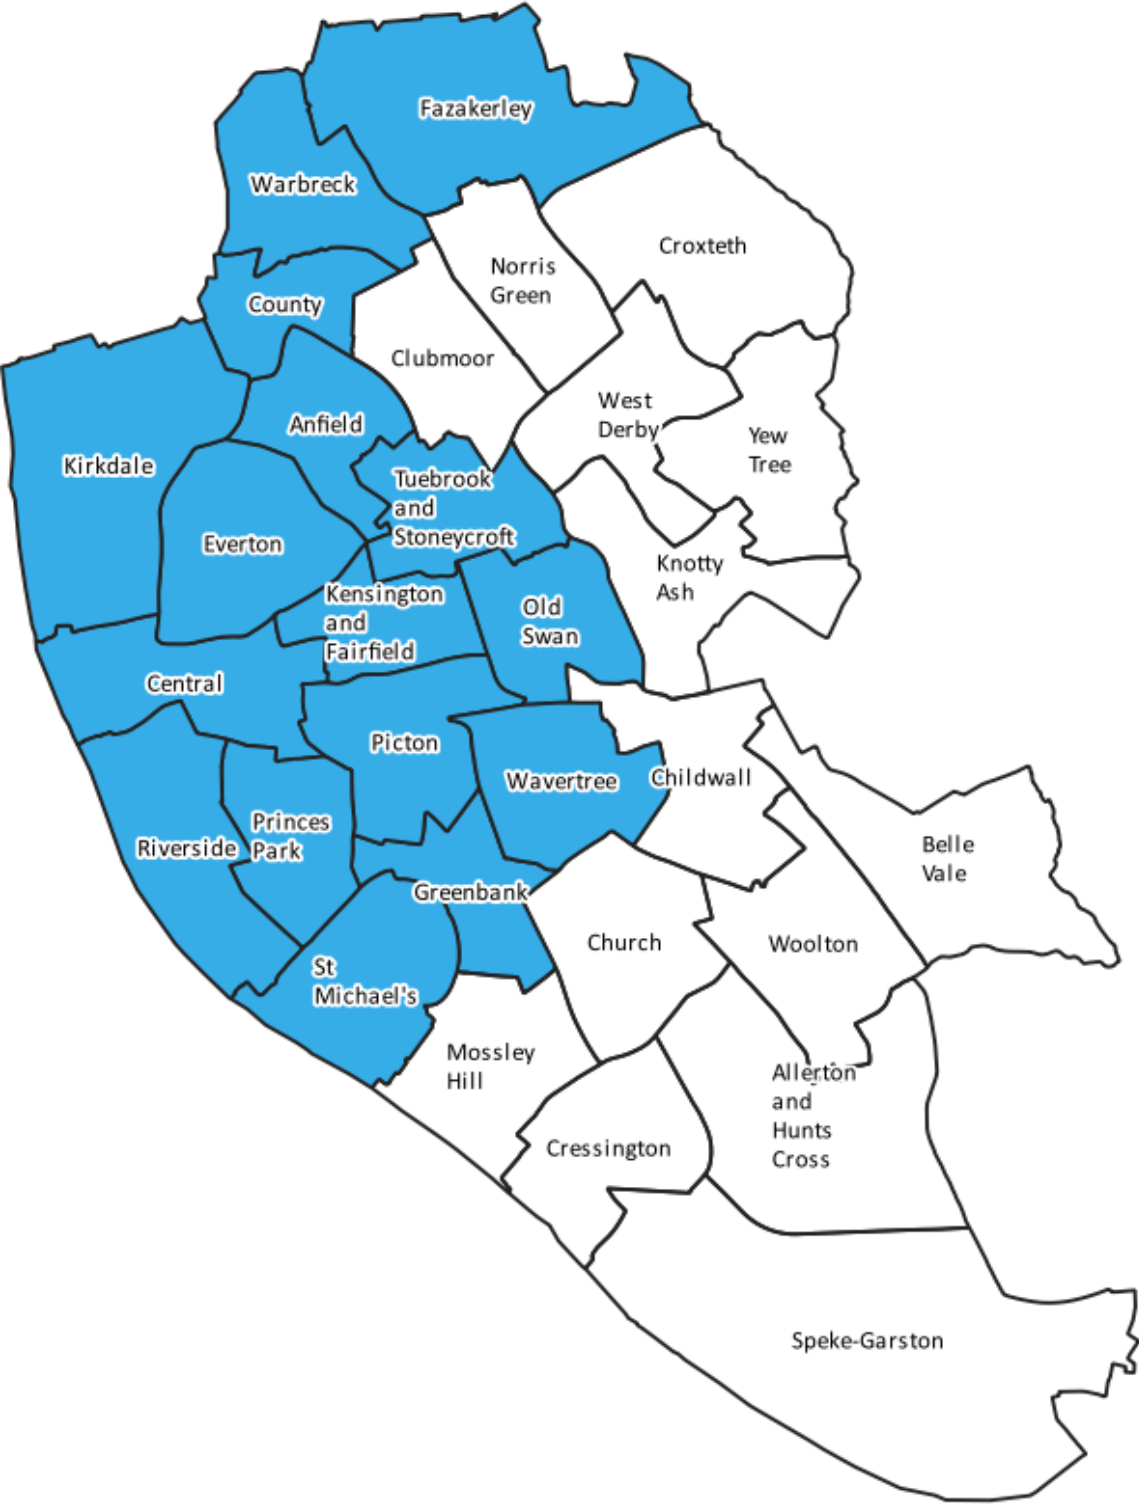 Fazakerley
Warbreck
Croxteth
Norris
Green
County
Clubmoor
West
Derby
Anfield
Yew
Tree
Kirkdale
Tuebrook
and
Stoneycroft
Everton
Knotty
Ash
Kensington
and
Fairfield
Old
Swan
Central
Picton
Wavertree
Childwall
Princes
Park
Riverside
Belle
Vale
Greenbank
Church
Woolton
St
Michael's
Mossley
Hill
Allerton
and
Hunts
Cross
Cressington
Speke-Garston